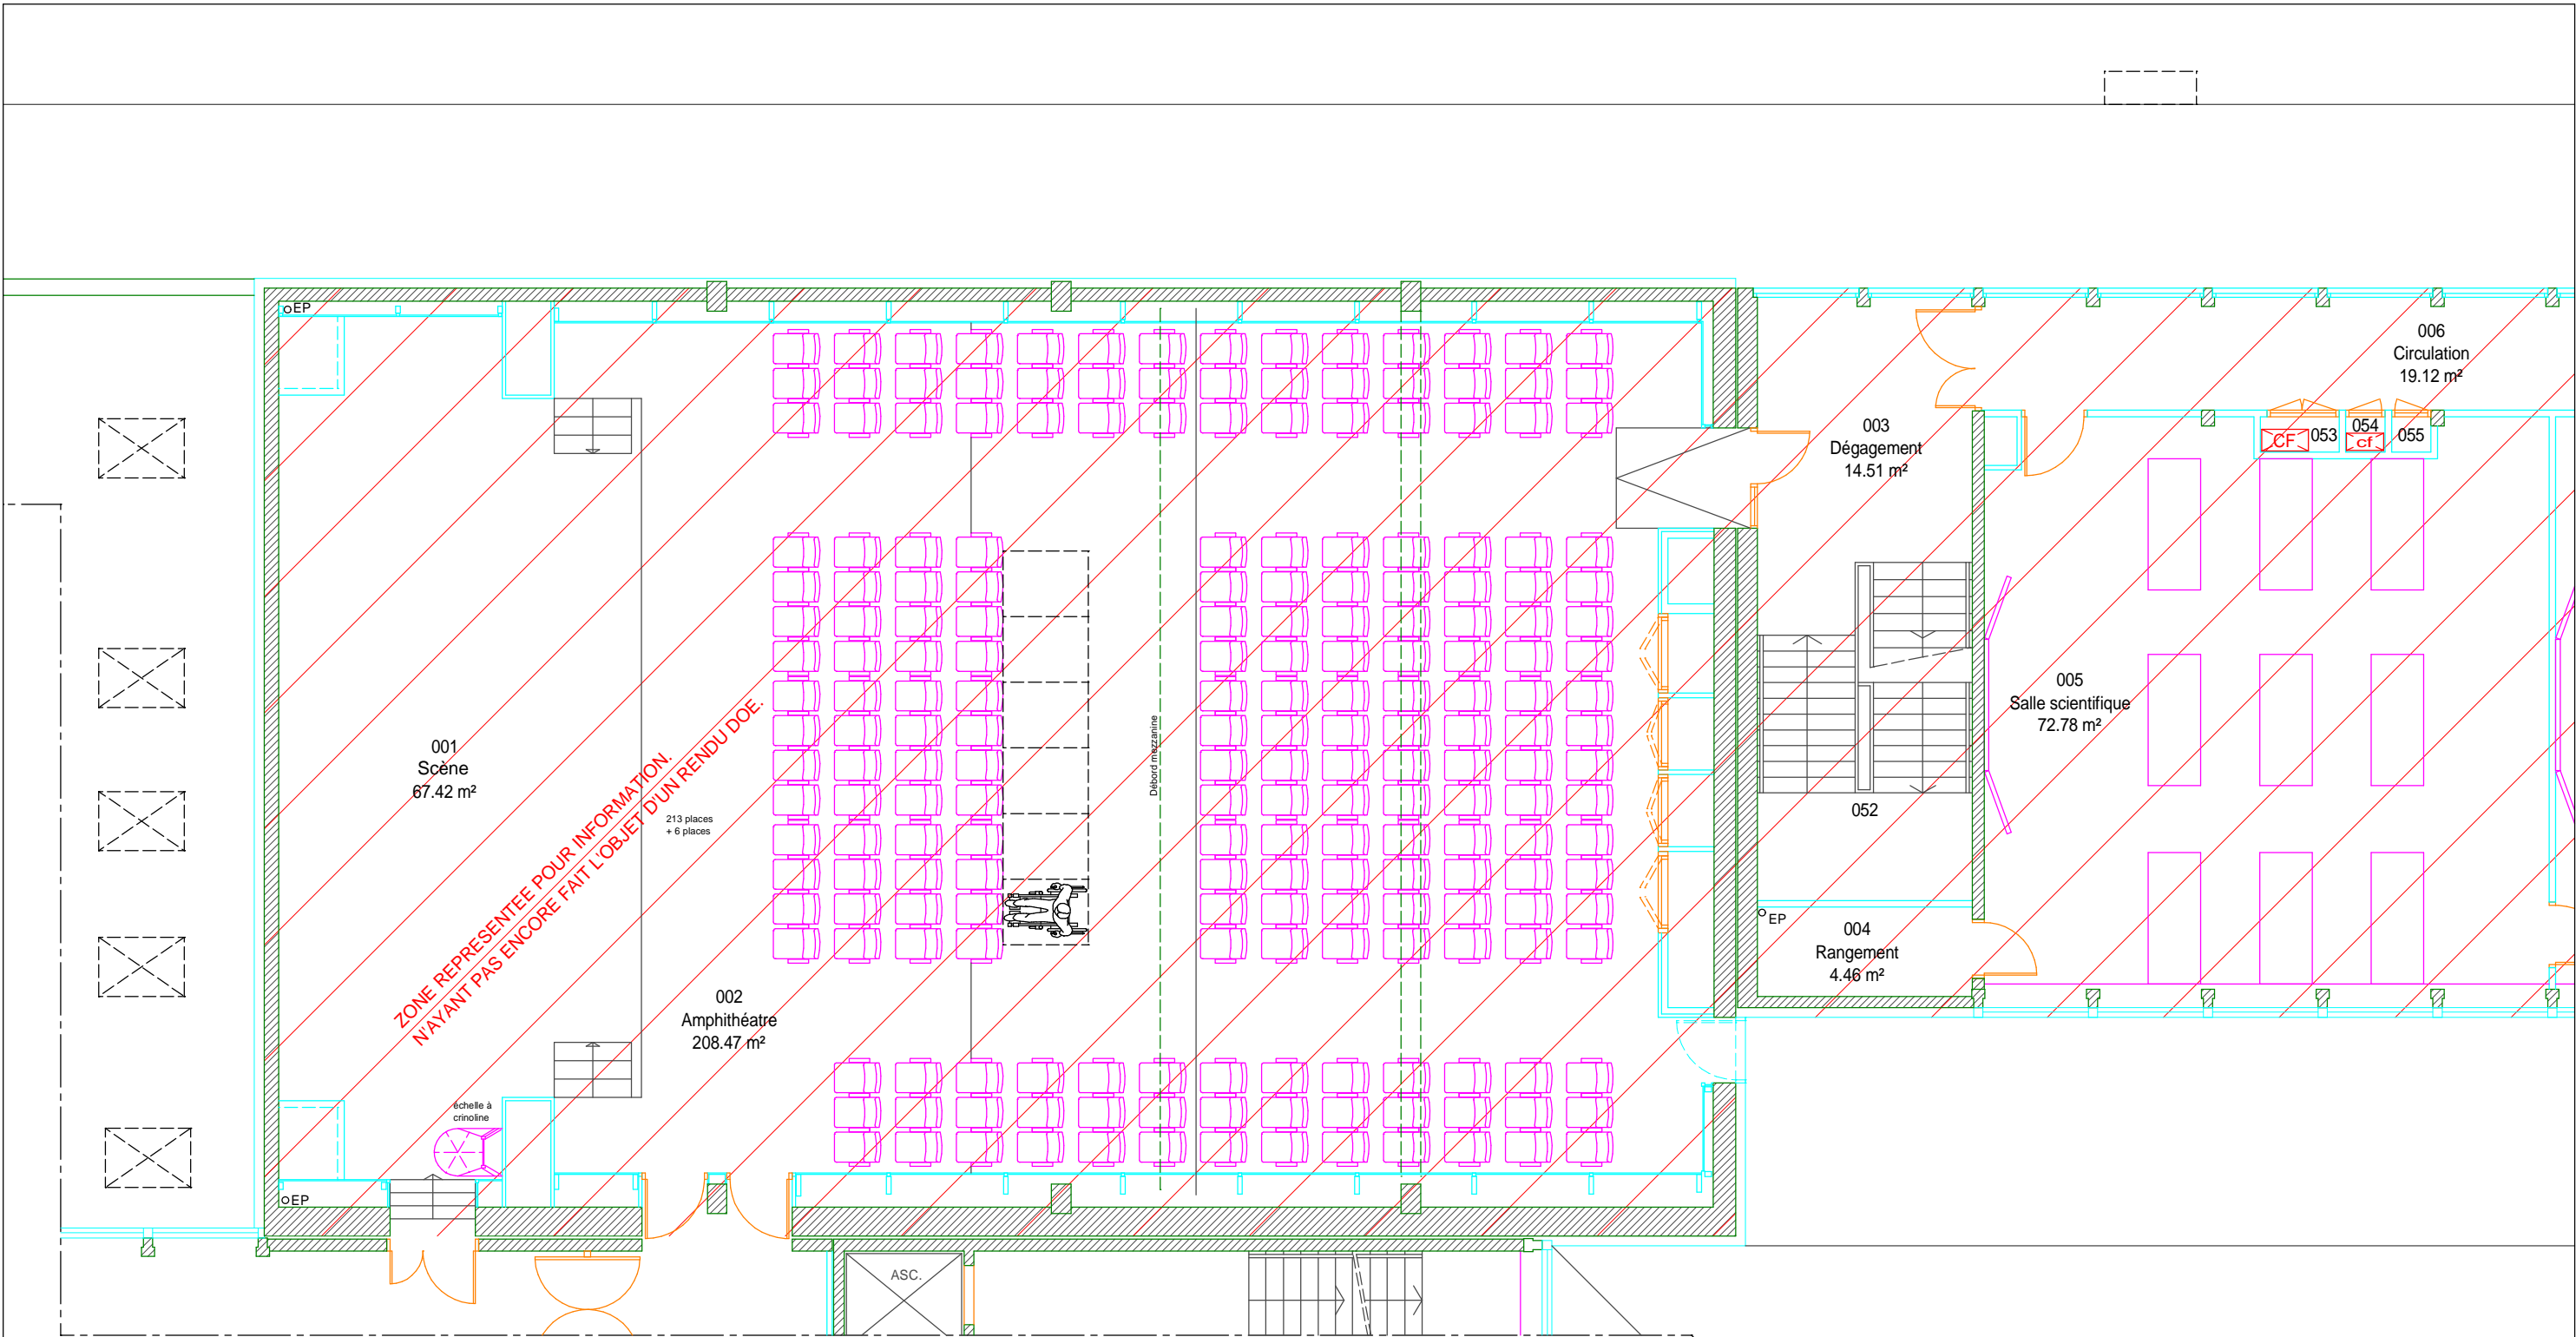 EP
006
Circulation
19.12 m²
003
Dégagement
14.51 m²
CF
053
054
cf
055
005
Salle scientifique
72.78 m²
001
Scène
67.42 m²
ZONE REPRESENTEE POUR INFORMATION.
N'AYANT PAS ENCORE FAIT L'OBJET D'UN RENDU DOE.
213 places
+ 6 places
Débord mezzanine
052
EP
004
Rangement
4.46 m²
002
Amphithéatre
208.47 m²
échelle à
crinoline
EP
ASC.